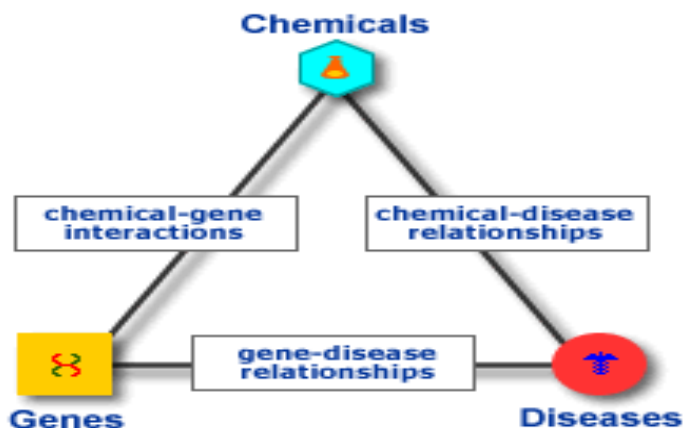 Chemicals
chemical-gene
interactions
chemical-disease
relationships
gene-disease
relationships
Genes
Diseases